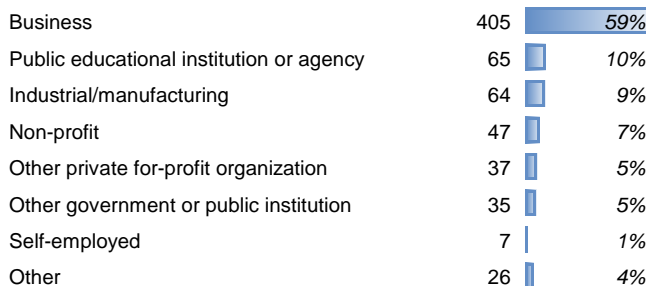 Business 405 59%
Public educational institution or agency 65 10%
Industrial/manufacturing 64 9%
Non-profit 47 7%
Other private for-profit organization 37 5%
Other government or public institution 35 5%
Self-employed 7 1%
Other 26 4%